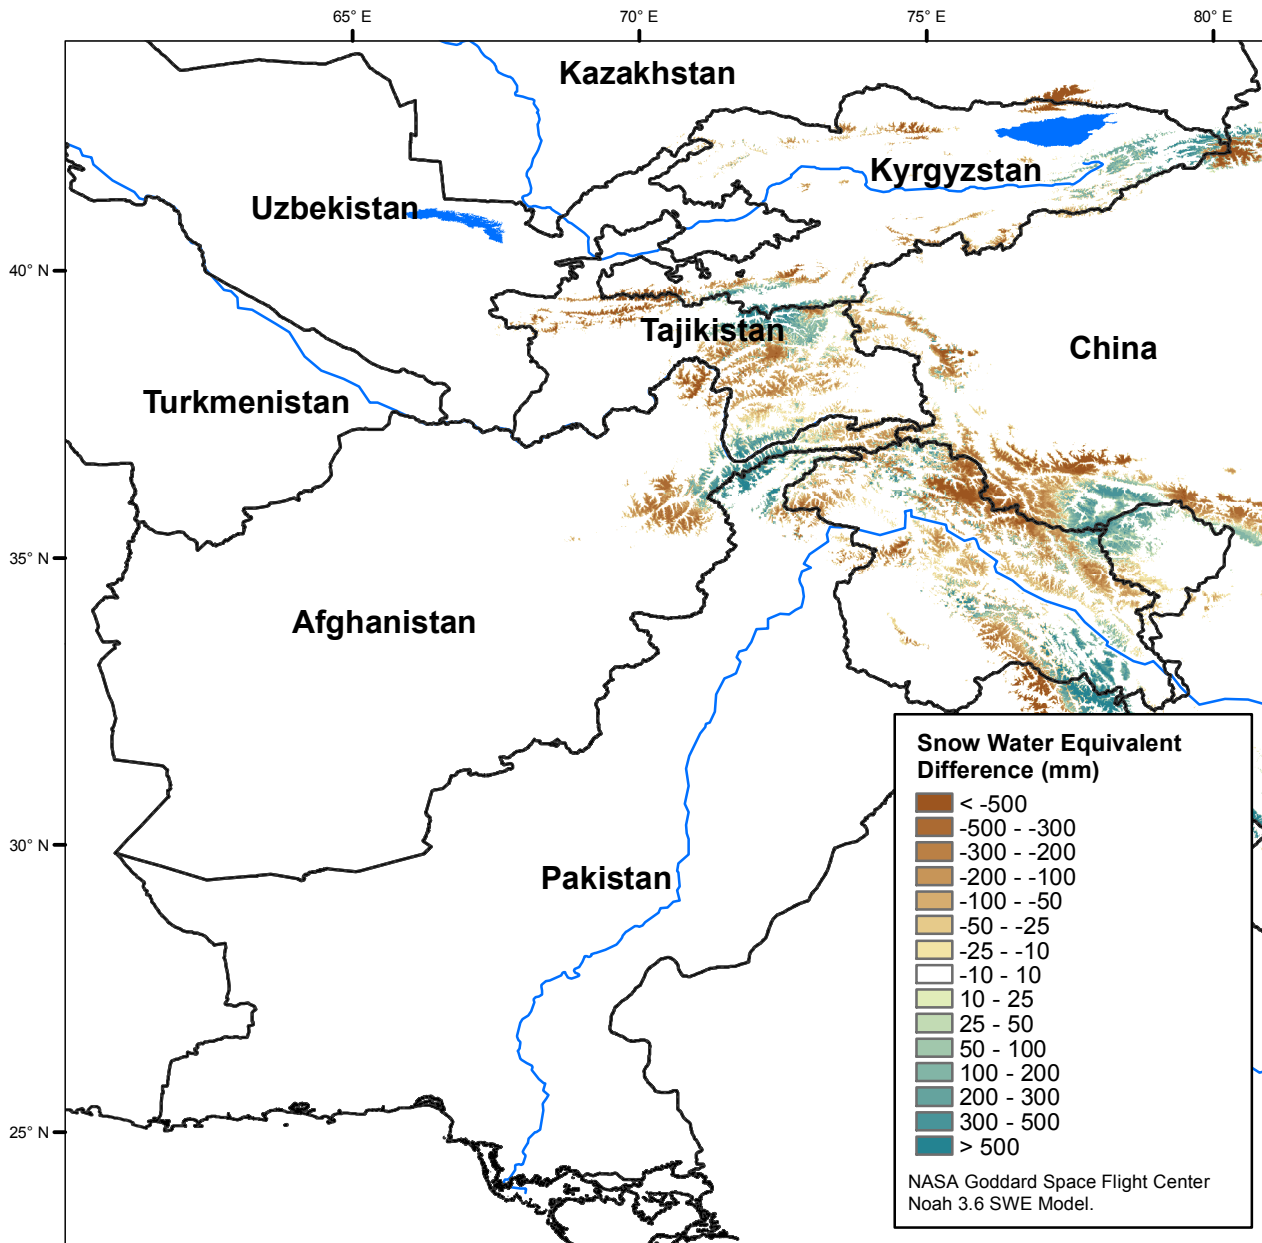 65° E 70° E 75° E 80° E
Kazakhstan
Kyrgyzstan
Uzbekistan
40° N
Tajikistan
China
Turkmenistan
35° N
Afghanistan
Snow Water Equivalent
Difference (mm)
< -500
-500 - -300
-300 - -200
-200 - -100
-100 - -50
-50 - -25
-25 - -10
-10 - 10
10 - 25
25 - 50
50 - 100
100 - 200
200 - 300
300 - 500
> 500
NASA Goddard Space Flight Center
Noah 3.6 SWE Model.
30° N
Pakistan
25° N